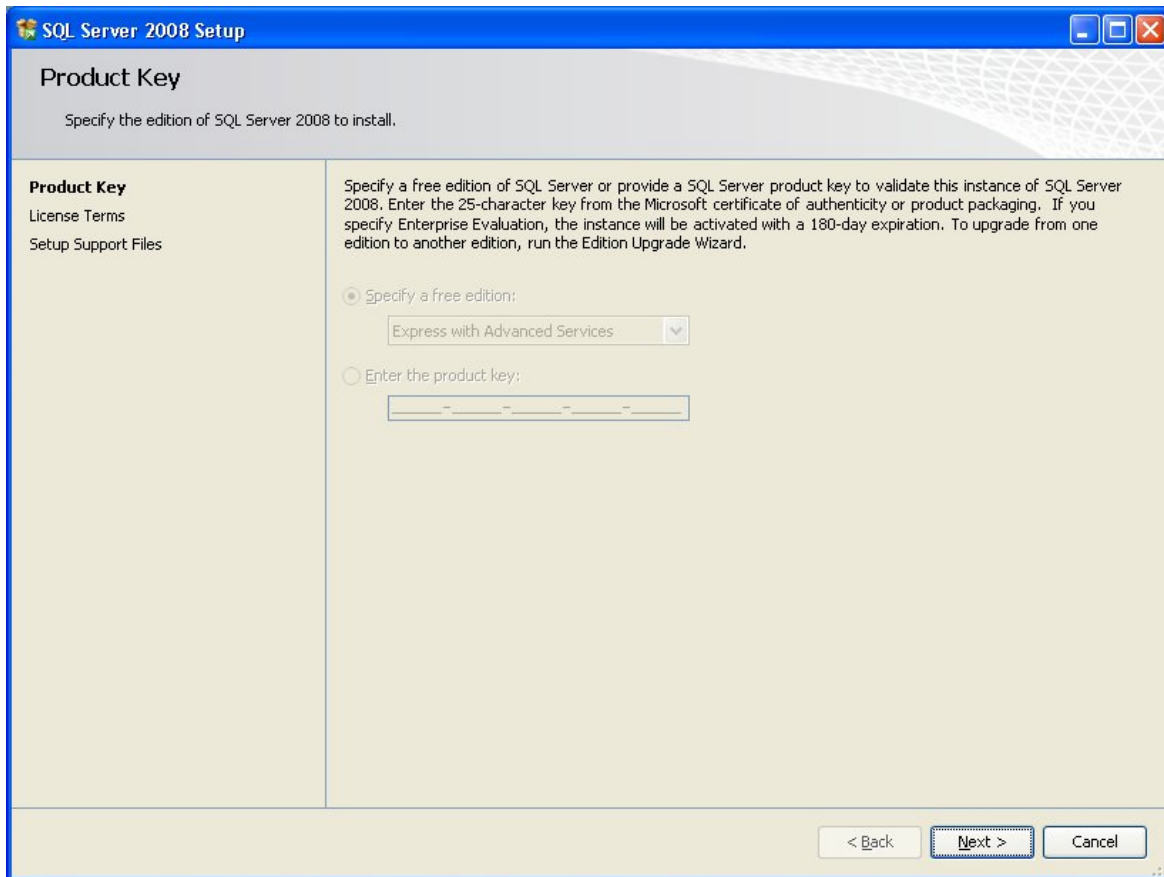 SQL Server 2008 Setup
Product Key
Specify the edition of SQL Server 2008 to install.
Product Key
License Terms
Setup Support Files
Specify a free edition of SQL Server or provide a SQL Server product key to validate this instance of SQL Server
2008. Enter the 25-character key from the Microsoft certificate of authenticity or product packaging.  If you
specify Enterprise Evaluation, the instance will be activated with a 180-day expiration. To upgrade from one
edition to another edition, run the Edition Upgrade Wizard.
Specify a free edition:
Express with Advanced Services
Enter the product key:
_____-_____-_____-_____-_____
< Back
Next >
Cancel